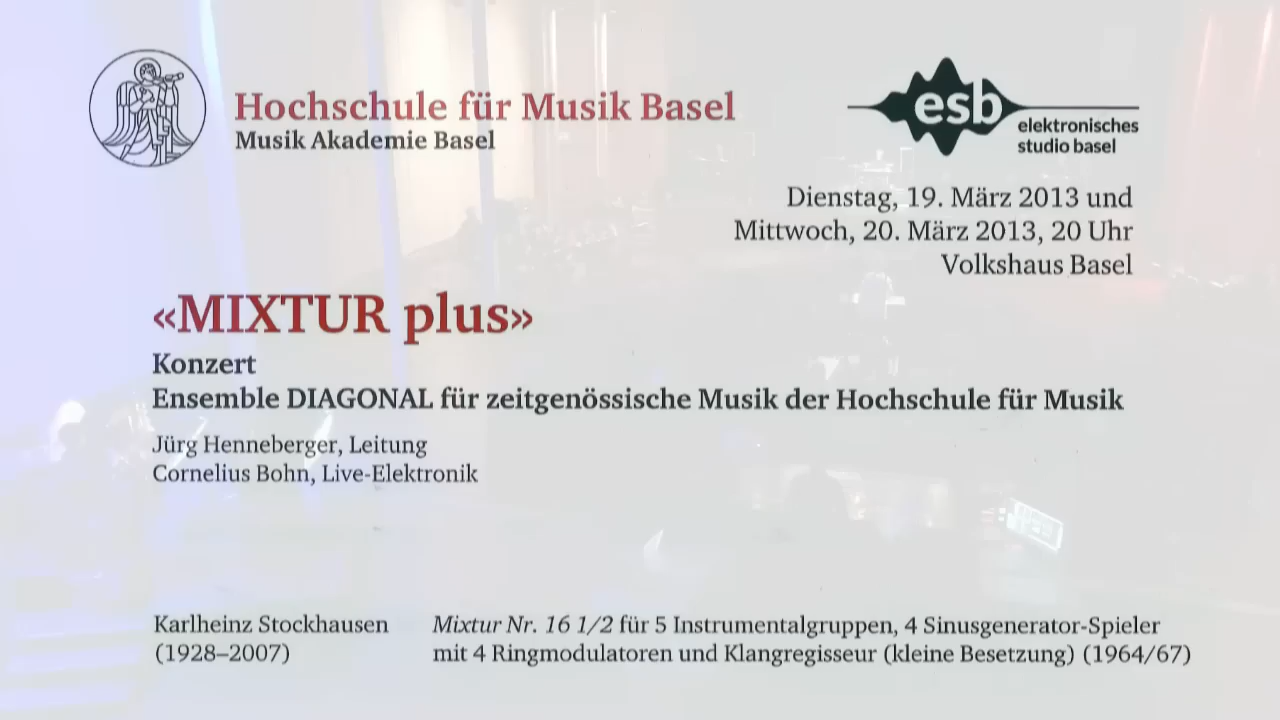 Hochschule für Musik Basel
Musik Akademie Basel
esb
elektronisches
studio basel
Dienstag, 19. März 2013 und
Mittwoch, 20. März 2013, 20 Uhr
Volkshaus Basel
«MIXTUR plus»
Konzert
Ensemble DIAGONAL für zeitgenössische Musik der Hochschule für Musik
Jürg Henneberger, Leitung
Cornelius Bohn, Live-Elektronik
Karlheinz Stockhausen
(1928–2007)
Mixtur Nr. 16 1/2 für 5 Instrumentalgruppen, 4 Sinusgenerator-Spieler
mit 4 Ringmodulatoren und Klangregisseur (kleine Besetzung) (1964/67)